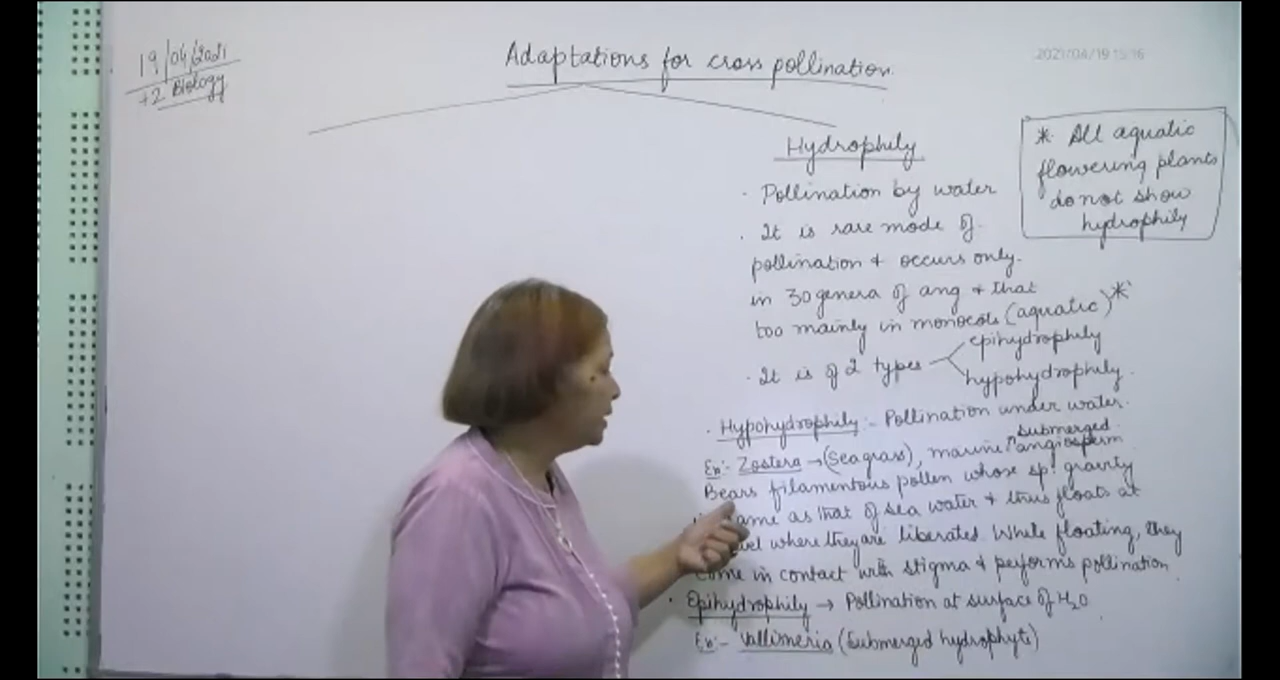 19/04/2021
+2 Biology
Adaptations for cross pollination
2021/04/19 15:16
Hydrophily
· Pollination by water
· It is rare mode of
pollination + occurs only
in 30 genera of ang + that
too mainly in monocots (aquatic)*
· It is of 2 types
epihydrophily
hypohydrophily
* All aquatic
flowering plants
do not show
hydrophily
· Hypohydrophily:- Pollination under water.
submerged
Ex:- Zostera → (Seagrass), marine angiosperm
Bears filamentous pollen whose sp. gravity
same as that of sea water + thus floats at
where they are liberated. While floating, they
come in contact with stigma + performs pollination
· Epihydrophily → Pollination at surface of H2O
Ex:- Vallisneria (Submerged hydrophyte)